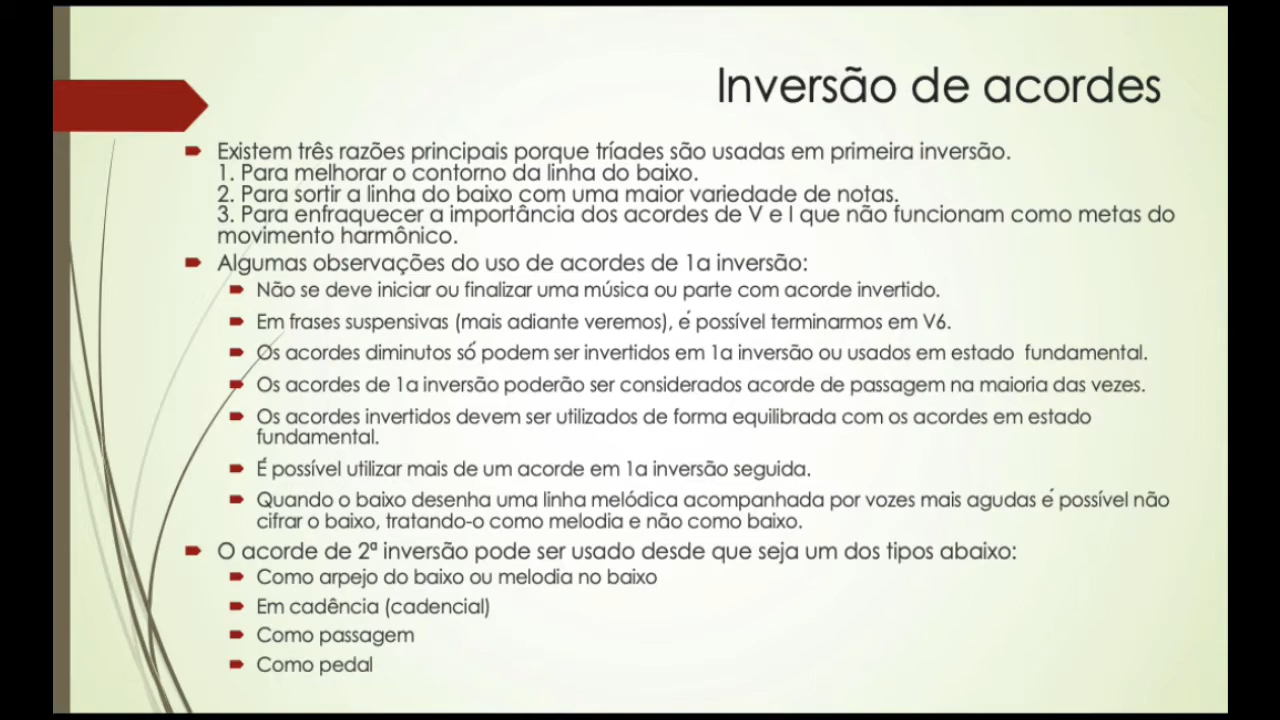 Inversão de acordes
Existem três razões principais porque tríades são usadas em primeira inversão.
1. Para melhorar o contorno da linha do baixo.
2. Para sortir a linha do baixo com uma maior variedade de notas.
3. Para enfraquecer a importância dos acordes de V e I que não funcionam como metas do
movimento harmônico.
Algumas observações do uso de acordes de 1a inversão:
Não se deve iniciar ou finalizar uma música ou parte com acorde invertido.
Em frases suspensivas (mais adiante veremos), é possível terminarmos em V6.
Os acordes diminutos só podem ser invertidos em 1a inversão ou usados em estado fundamental.
Os acordes de 1a inversão poderão ser considerados acorde de passagem na maioria das vezes.
Os acordes invertidos devem ser utilizados de forma equilibrada com os acordes em estado
fundamental.
É possível utilizar mais de um acorde em 1a inversão seguida.
Quando o baixo desenha uma linha melódica acompanhada por vozes mais agudas é possível não
cifrar o baixo, tratando-o como melodia e não como baixo.
O acorde de 2ª inversão pode ser usado desde que seja um dos tipos abaixo:
Como arpejo do baixo ou melodia no baixo
Em cadência (cadencial)
Como passagem
Como pedal